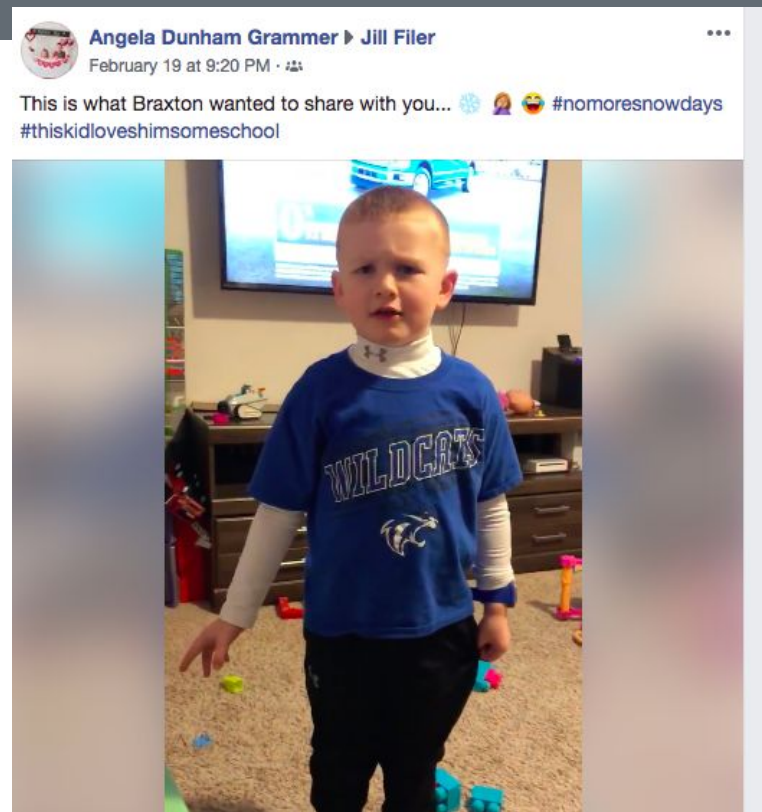 Angela Dunham Grammer ▸ Jill Filer
February 19 at 9:20 PM ·
This is what Braxton wanted to share with you... ❄️ 🤦🏽‍♀️ 😂 #nomoresnowdays
#thiskidloveshimsomeschool
WILDCATS